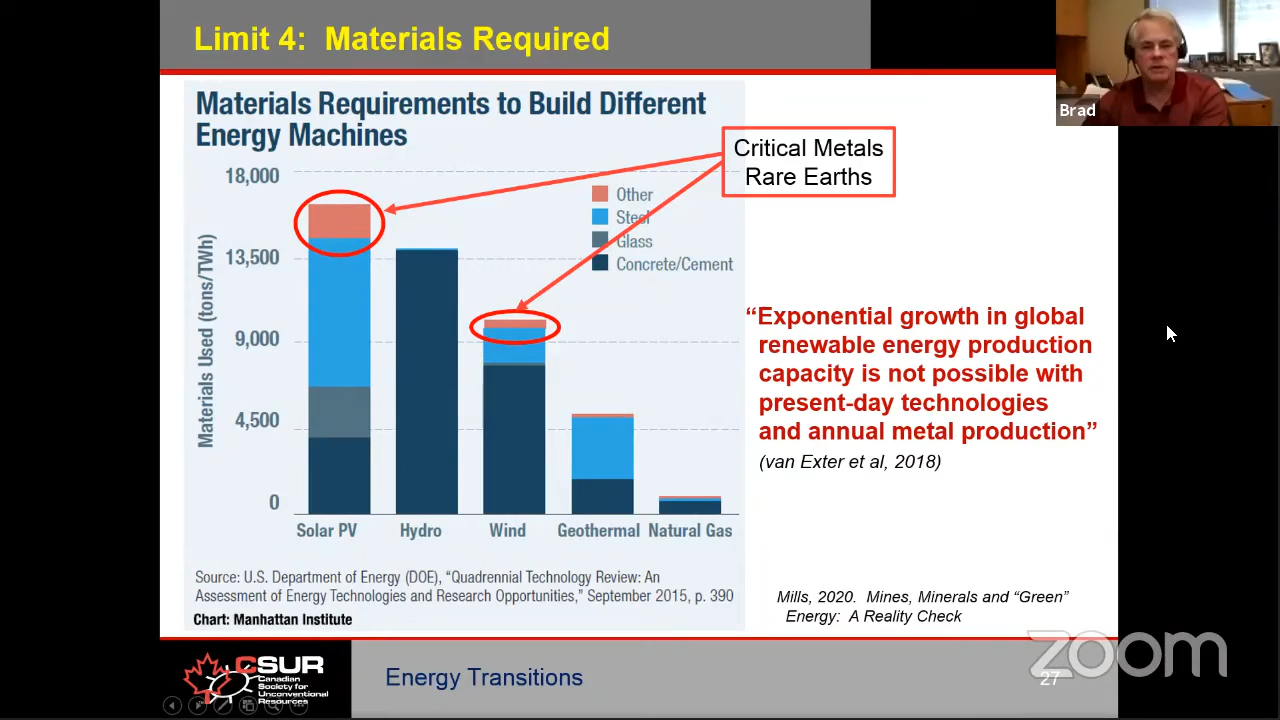 Limit 4:  Materials Required
Brad
Materials Requirements to Build Different
Energy Machines
Critical Metals
Rare Earths
Materials Used (tons/TWh)
18,000
13,500
9,000
4,500
0
Other
Steel
Glass
Concrete/Cement
Solar PV
Hydro
Wind
Geothermal
Natural Gas
“Exponential growth in global
renewable energy production
capacity is not possible with
present-day technologies
and annual metal production”
(van Exter et al, 2018)
Source: U.S. Department of Energy (DOE), “Quadrennial Technology Review: An
Assessment of Energy Technologies and Research Opportunities,” September 2015, p. 390
Chart: Manhattan Institute
Mills, 2020.  Mines, Minerals and “Green”
Energy:  A Reality Check
CSUR
Canadian
Society for
Unconventional
Resources
Energy Transitions
27
zoom